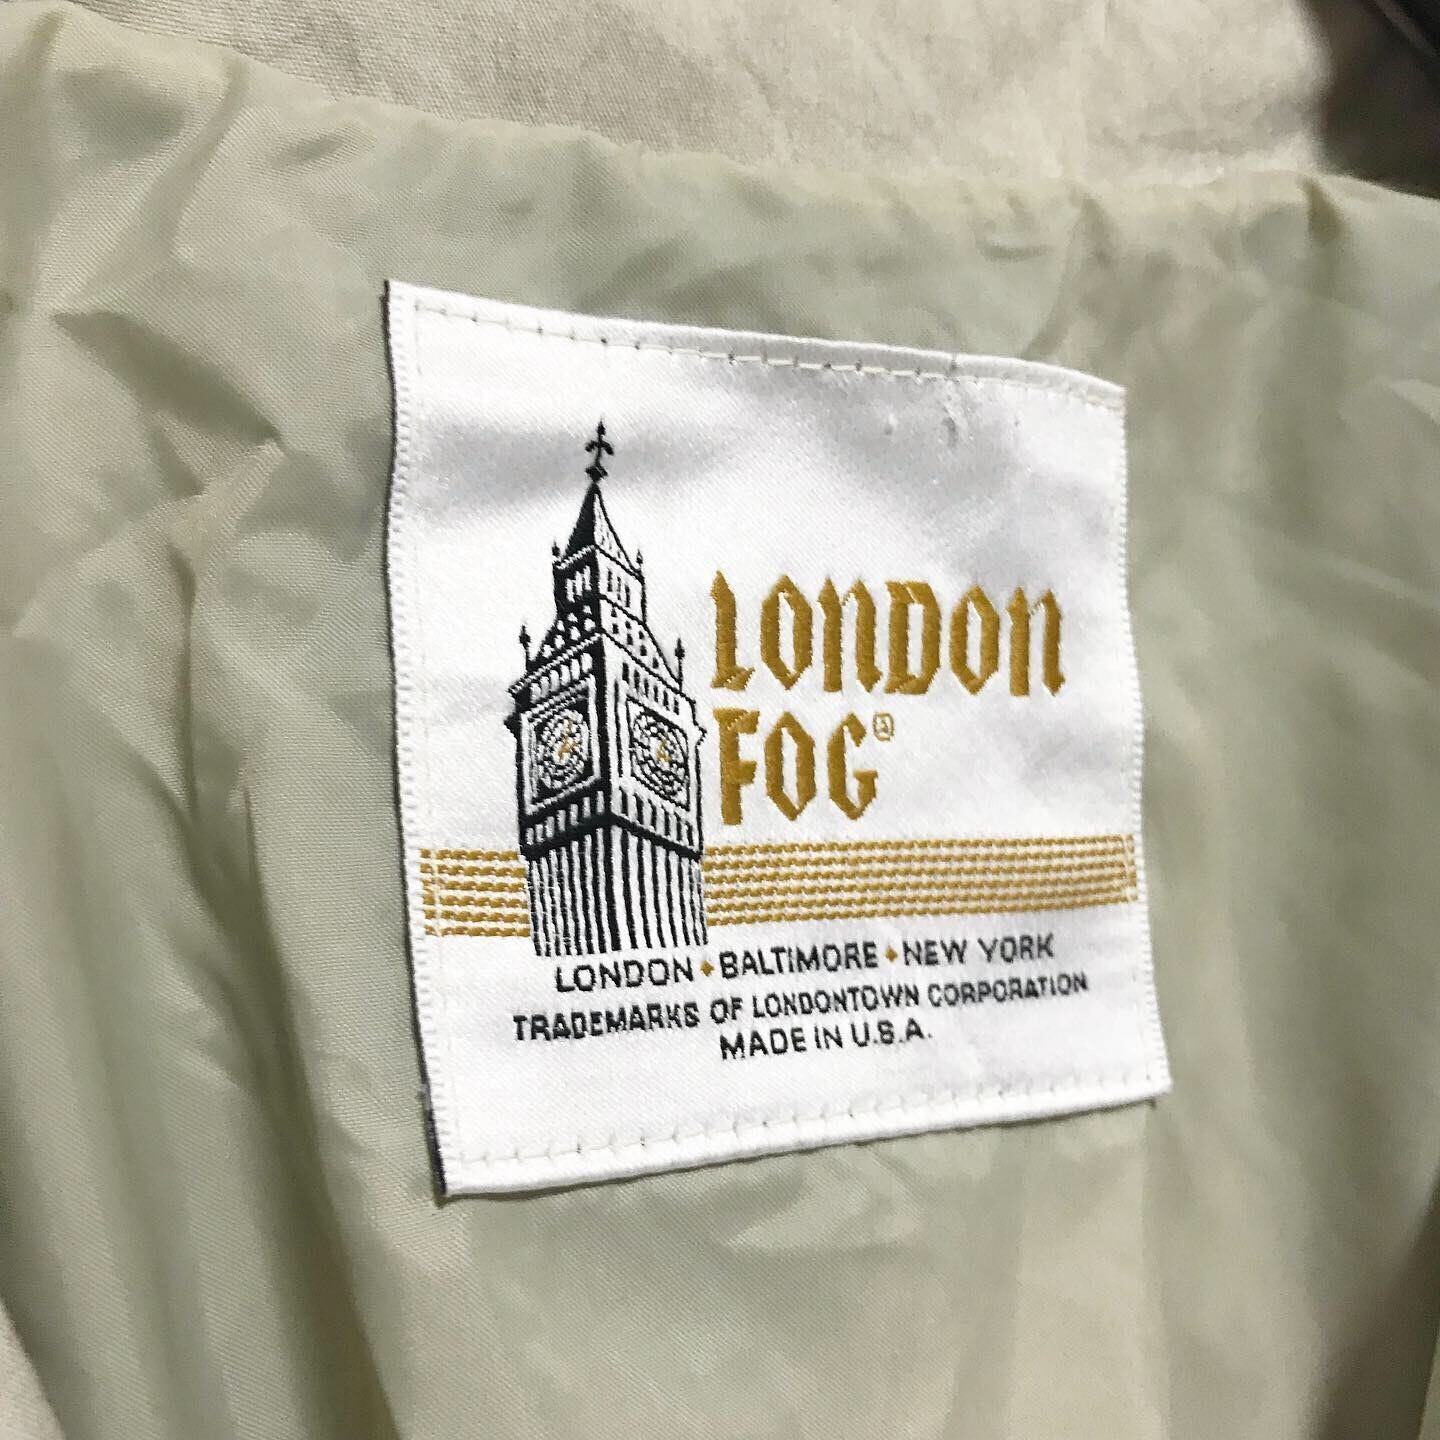 LONDON
FOG®
LONDON • BALTIMORE • NEW YORK
TRADEMARKS OF LONDONTOWN CORPORATION
MADE IN U.S.A.